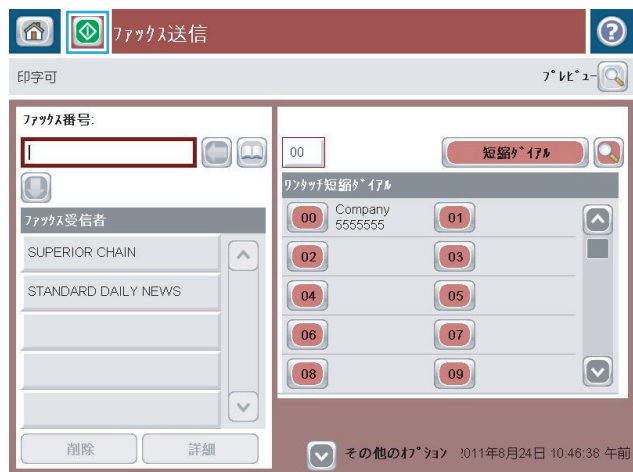 ﾌｧｯｸｽ送信
?
印字可
ﾌﾟﾚﾋﾞｭｰ
ﾌｧｯｸｽ番号:
ﾌｧｯｸｽ受信者
SUPERIOR CHAIN
STANDARD DAILY NEWS
削除 詳細
00 短縮ﾀﾞｲｱﾙ
ﾜﾝﾀｯﾁ短縮ﾀﾞｲｱﾙ
00 Company 01
5555555
02 03
04 05
06 07
08 09
その他のｵﾌﾟｼｮﾝ 2011年8月24日 10:46:38 午前